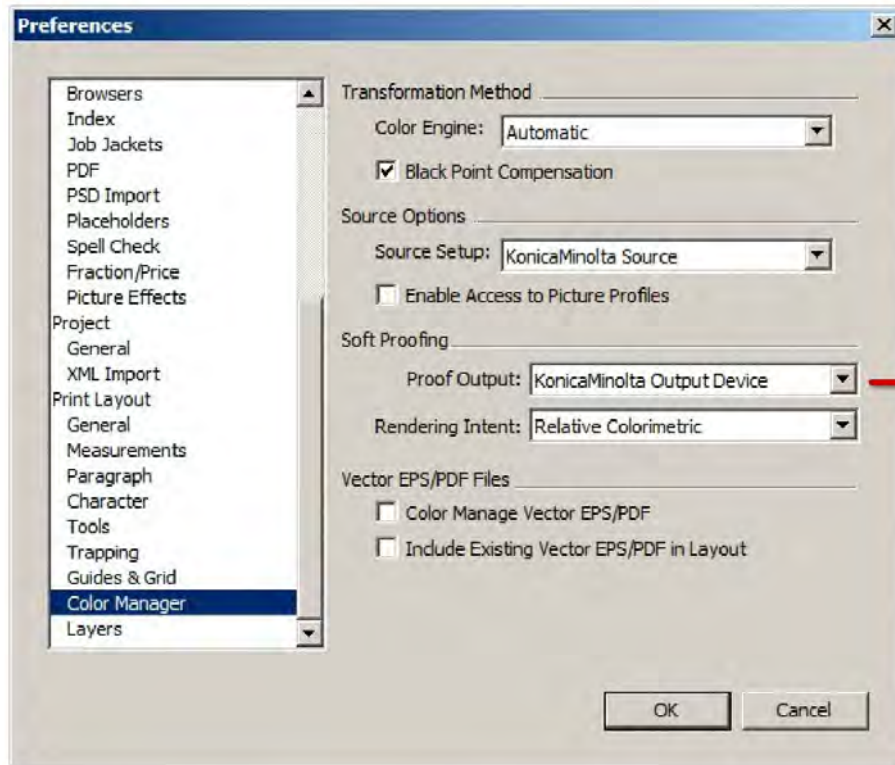 Preferences
Browsers
Index
Job Jackets
PDF
PSD Import
Placeholders
Spell Check
Fraction/Price
Picture Effects
Project
General
XML Import
Print Layout
General
Measurements
Paragraph
Character
Tools
Trapping
Guides & Grid
Color Manager
Layers
Transformation Method
Color Engine: Automatic
Black Point Compensation
Source Options
Source Setup: KonicaMinolta Source
Enable Access to Picture Profiles
Soft Proofing
Proof Output: KonicaMinolta Output Device
Rendering Intent: Relative Colorimetric
Vector EPS/PDF Files
Color Manage Vector EPS/PDF
Include Existing Vector EPS/PDF in Layout
OK Cancel